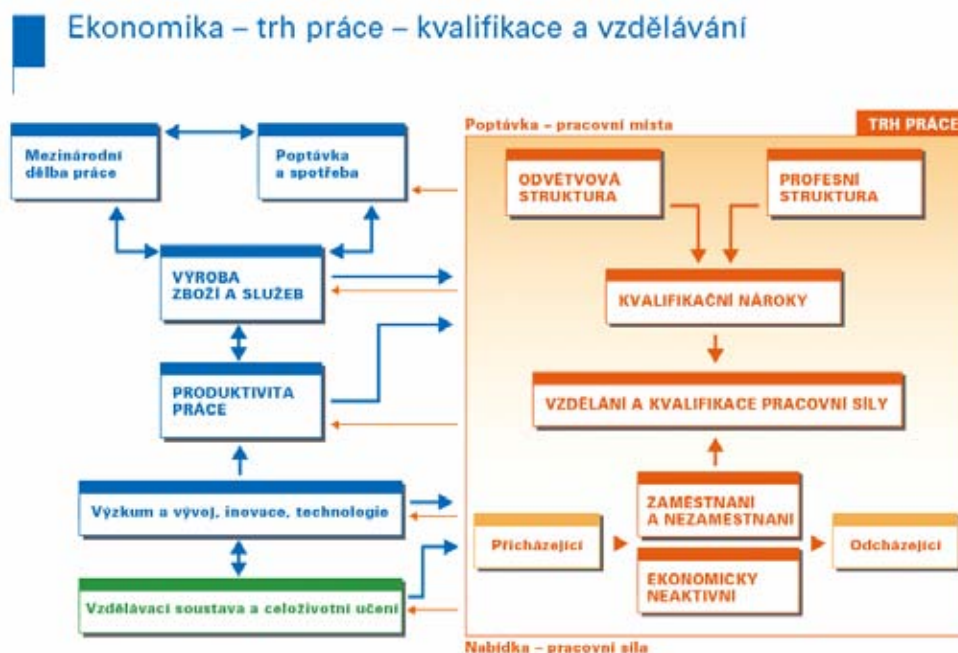 Ekonomika – trh práce – kvalifikace a vzdělávání
Mezinárodní
dělba práce
Poptávka
a spotřeba
VÝROBA
ZBOŽÍ A SLUŽEB
PRODUKTIVITA
PRÁCE
Výzkum a vývoj, inovace, technologie
Vzdělávací soustava a celoživotní učení
Poptávka – pracovní místa
TRH PRÁCE
ODVĚTVOVÁ
STRUKTURA
PROFESNÍ
STRUKTURA
KVALIFIKAČNÍ NÁROKY
VZDĚLÁNÍ A KVALIFIKACE PRACOVNÍ SÍLY
ZAMĚSTNANÍ
A NEZAMĚSTNANÍ
Přicházející
Odcházející
EKONOMICKY
NEAKTIVNÍ
Nabídka – pracovní síla